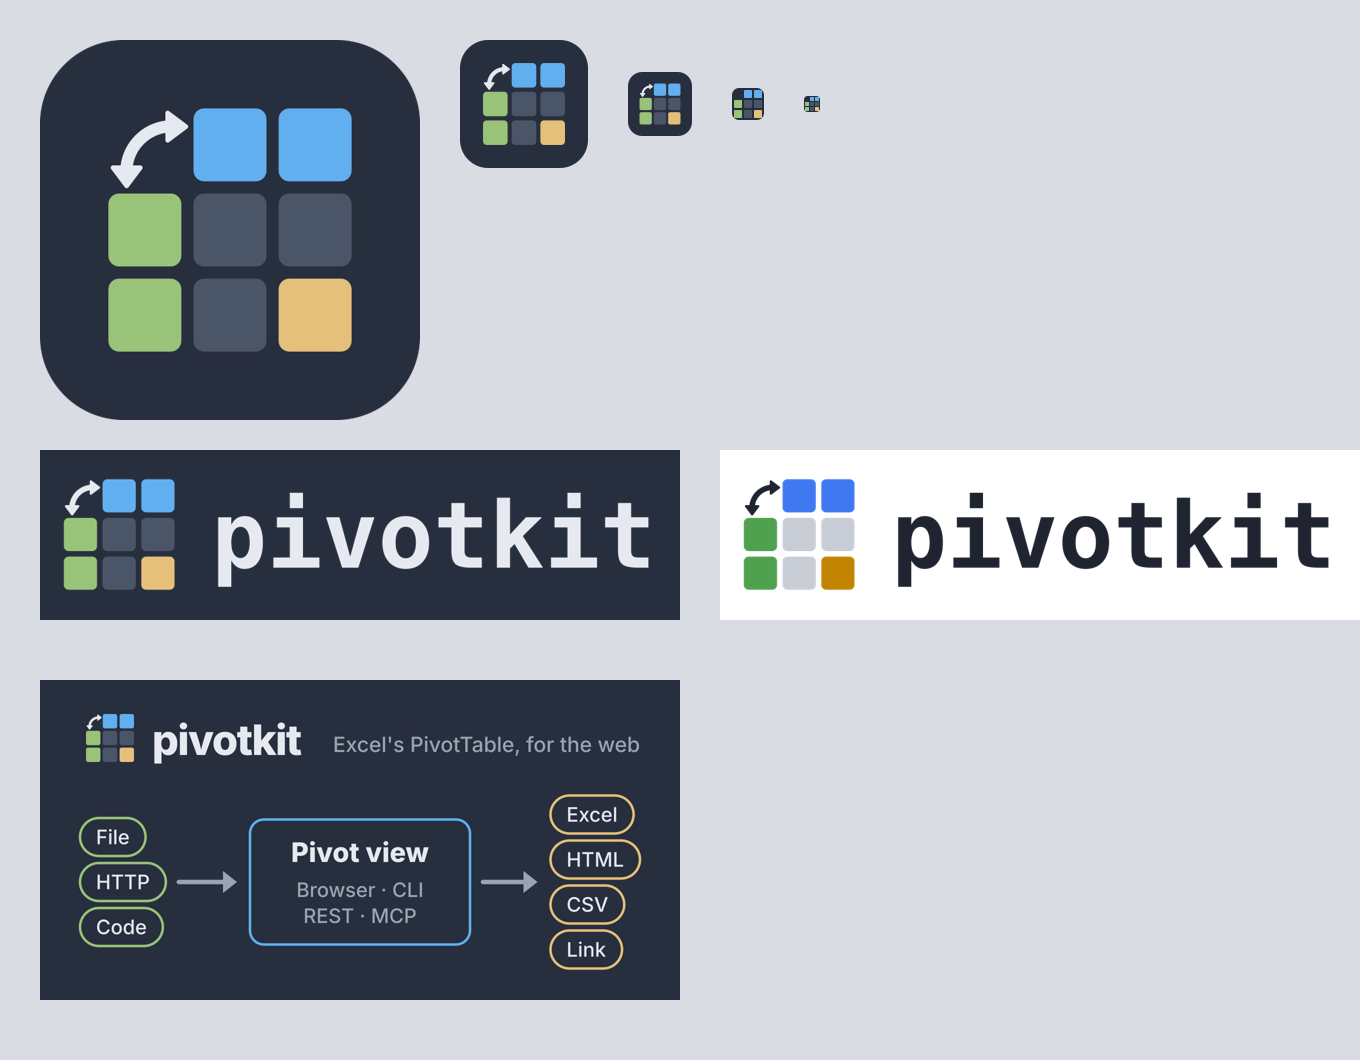 pivotkit
pivotkit
pivotkit
Excel's PivotTable, for the web
File
HTTP
Code
Pivot view
Browser · CLI
REST · MCP
Excel
HTML
CSV
Link